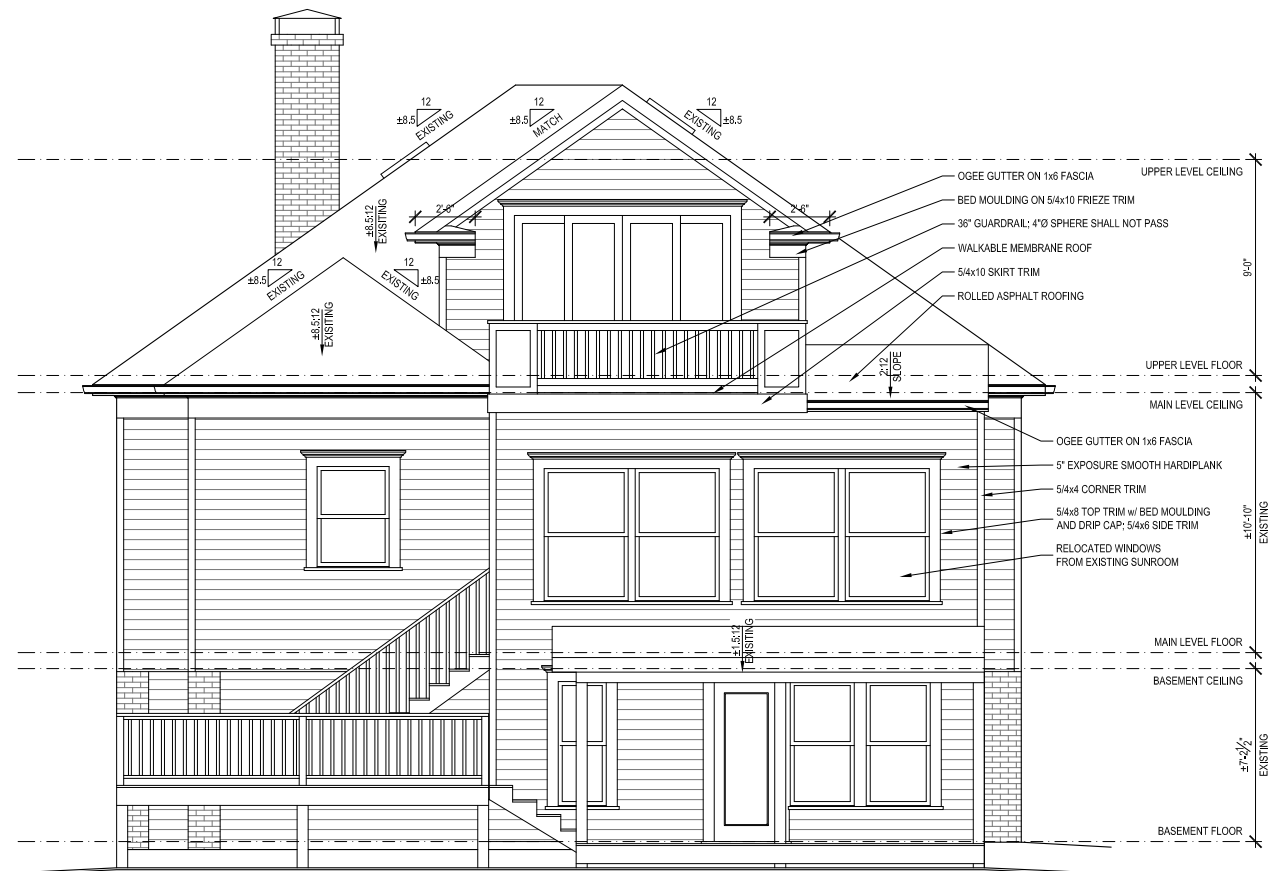 12
±8.5
EXISTING
12
±8.5
MATCH
12
±8.5
EXISTING
UPPER LEVEL CEILING
OGEE GUTTER ON 1x6 FASCIA
BED MOULDING ON 5/4x10 FRIEZE TRIM
36" GUARDRAIL; 4"Ø SPHERE SHALL NOT PASS
WALKABLE MEMBRANE ROOF
5/4x10 SKIRT TRIM
ROLLED ASPHALT ROOFING
2'-6"
2'-6"
±8.5:12
EXISITING
12
±8.5
EXISTING
12
±8.5
EXISTING
±8.5:12
EXISITING
9'-0"
UPPER LEVEL FLOOR
2:12
SLOPE
MAIN LEVEL CEILING
OGEE GUTTER ON 1x6 FASCIA
5" EXPOSURE SMOOTH HARDIPLANK
5/4x4 CORNER TRIM
5/4x8 TOP TRIM w/ BED MOULDING
AND DRIP CAP; 5/4x6 SIDE TRIM
RELOCATED WINDOWS
FROM EXISTING SUNROOM
±10'-10"
EXISTING
±1.5:12
EXISITING
MAIN LEVEL FLOOR
BASEMENT CEILING
±7'-2½"
EXISTING
BASEMENT FLOOR